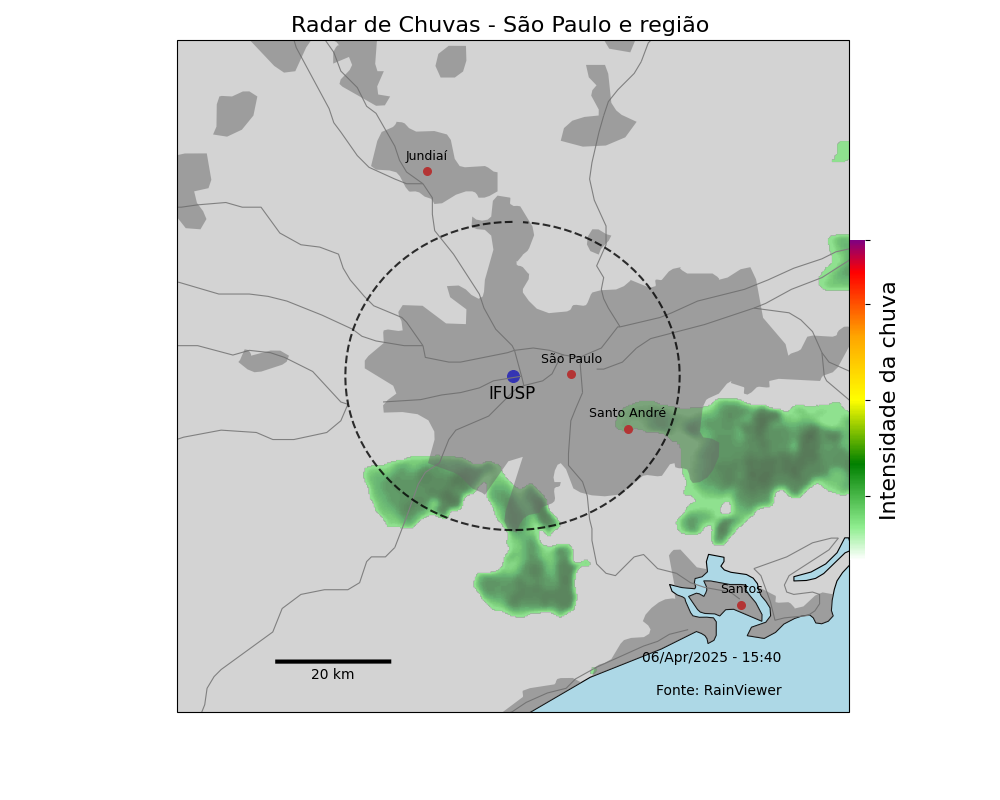 Radar de Chuvas - São Paulo e região
Jundiaí
São Paulo
IFUSP
Santo André
Intensidade da chuva
Santos
06/Apr/2025 - 15:40
20 km
Fonte: RainViewer